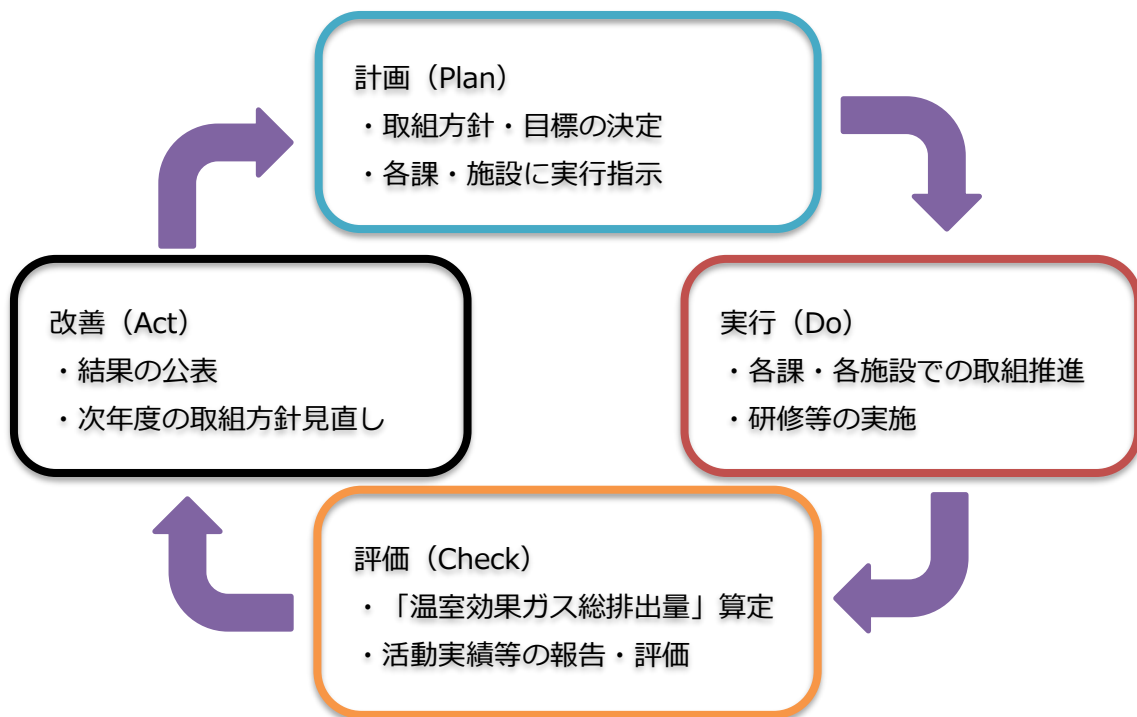 計画（Plan）
・取組方針・目標の決定
・各課・施設に実行指示
実行（Do）
・各課・各施設での取組推進
・研修等の実施
評価（Check）
・「温室効果ガス総排出量」算定
・活動実績等の報告・評価
改善（Act）
・結果の公表
・次年度の取組方針見直し